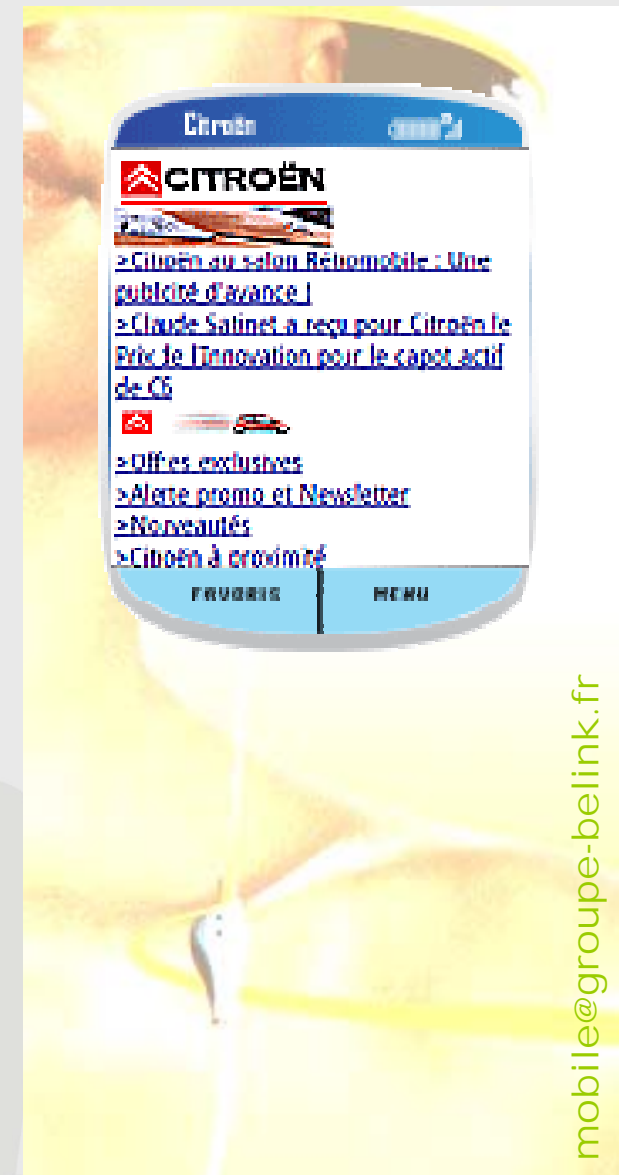 Citroën
CITROËN
>Citroën au salon Rétromobile : Une
publicité d'avance !
>Claude Satinet a reçu pour Citroën le
Prix de l'Innovation pour le capot actif
de C6
>Offres exclusives
>Alerte promo et Newsletter
>Nouveautés
>Citroën à proximité
FAVORIS MENU
mobile@groupe-belink.fr